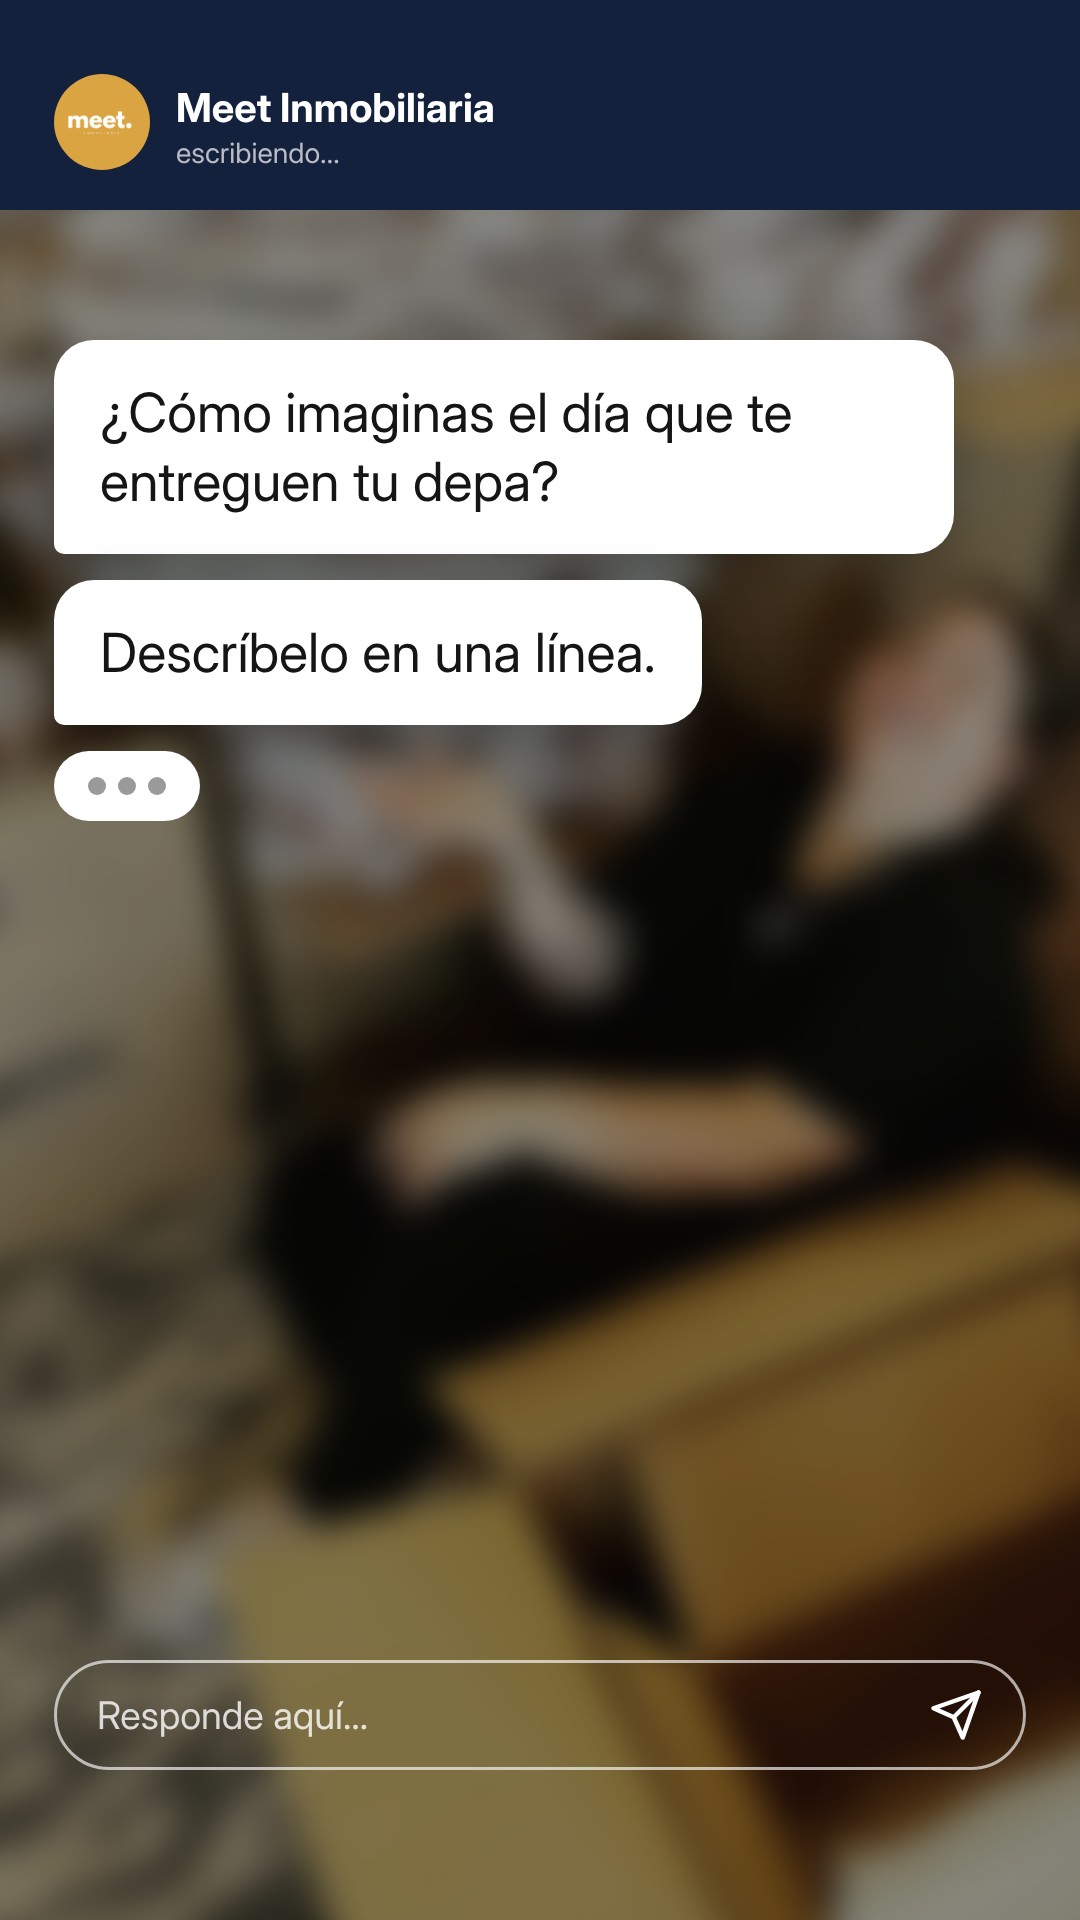 meet.
Meet Inmobiliaria
escribiendo...
¿Cómo imaginas el día que te
entreguen tu depa?
Descríbelo en una línea.
Responde aquí...